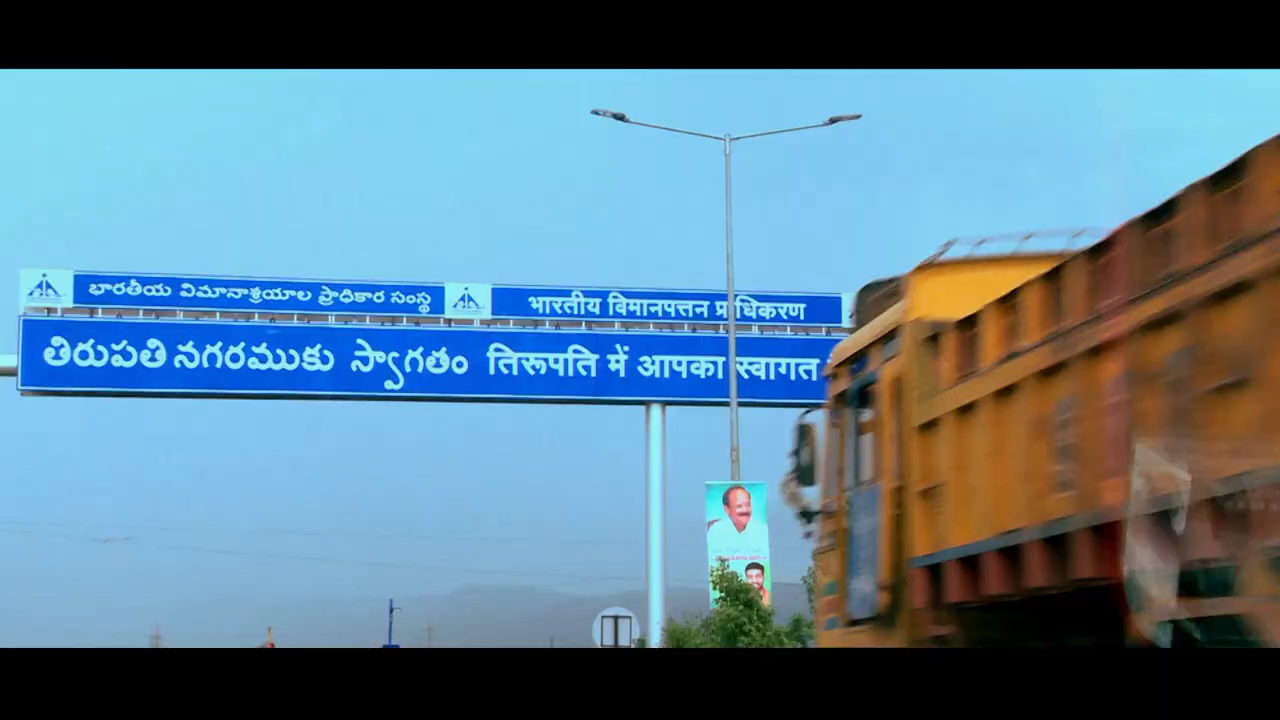 భారతీయ విమానాశ్రయాల ప్రాధికార సంస్థ भारतीय विमानपत्तन प्राधिकरण
తిరుపతి నగరముకు స్వాగతం तिरूपति में आपका स्वागत